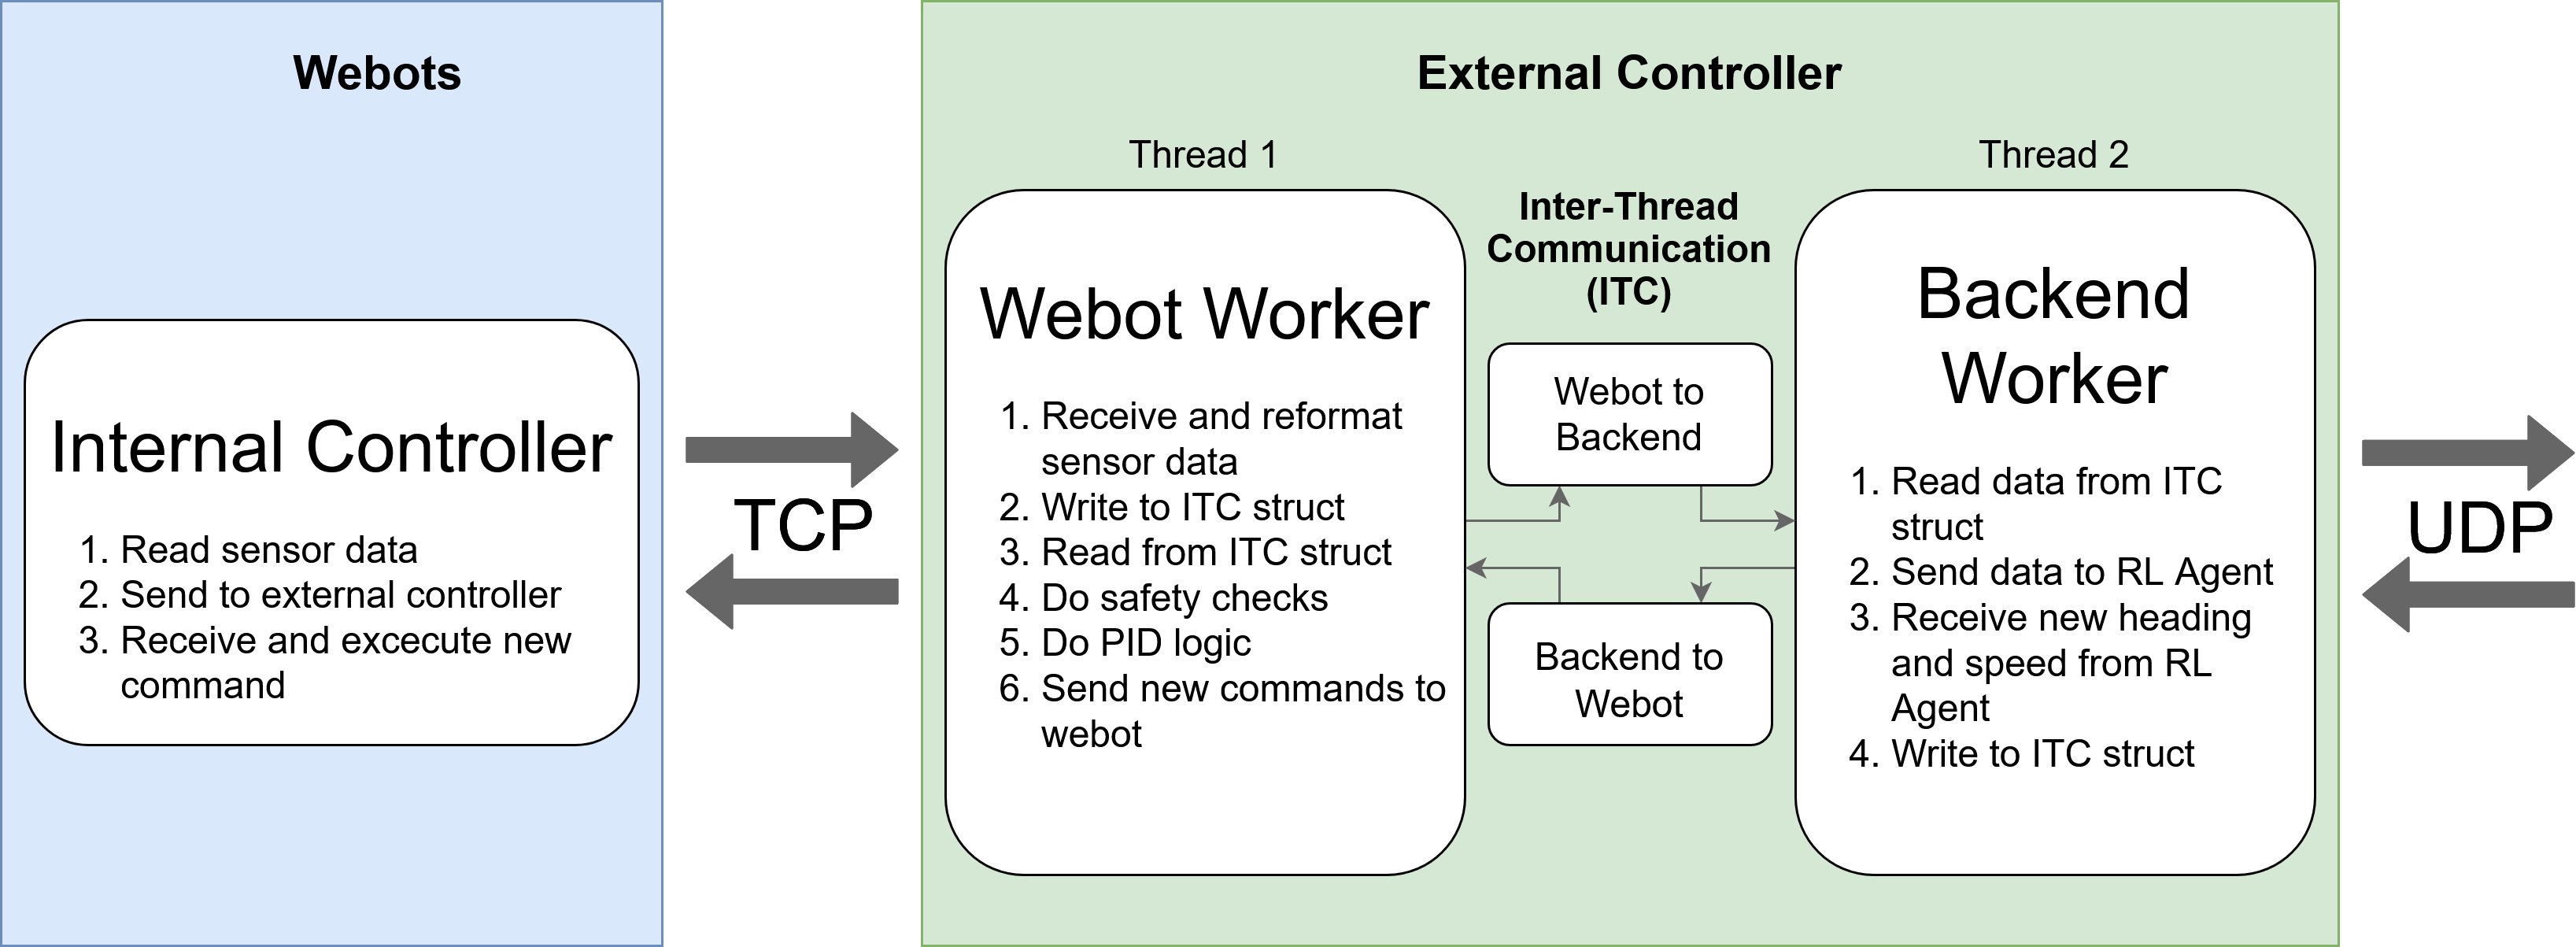 Webots
Internal Controller
1. Read sensor data
2. Send to external controller
3. Receive and excecute new
command
TCP
External Controller
Thread 1
Webot Worker
1. Receive and reformat
sensor data
2. Write to ITC struct
3. Read from ITC struct
4. Do safety checks
5. Do PID logic
6. Send new commands to
webot
Inter-Thread
Communication
(ITC)
Webot to
Backend
Backend to
Webot
Thread 2
Backend
Worker
1. Read data from ITC
struct
2. Send data to RL Agent
3. Receive new heading
and speed from RL
Agent
4. Write to ITC struct
UDP